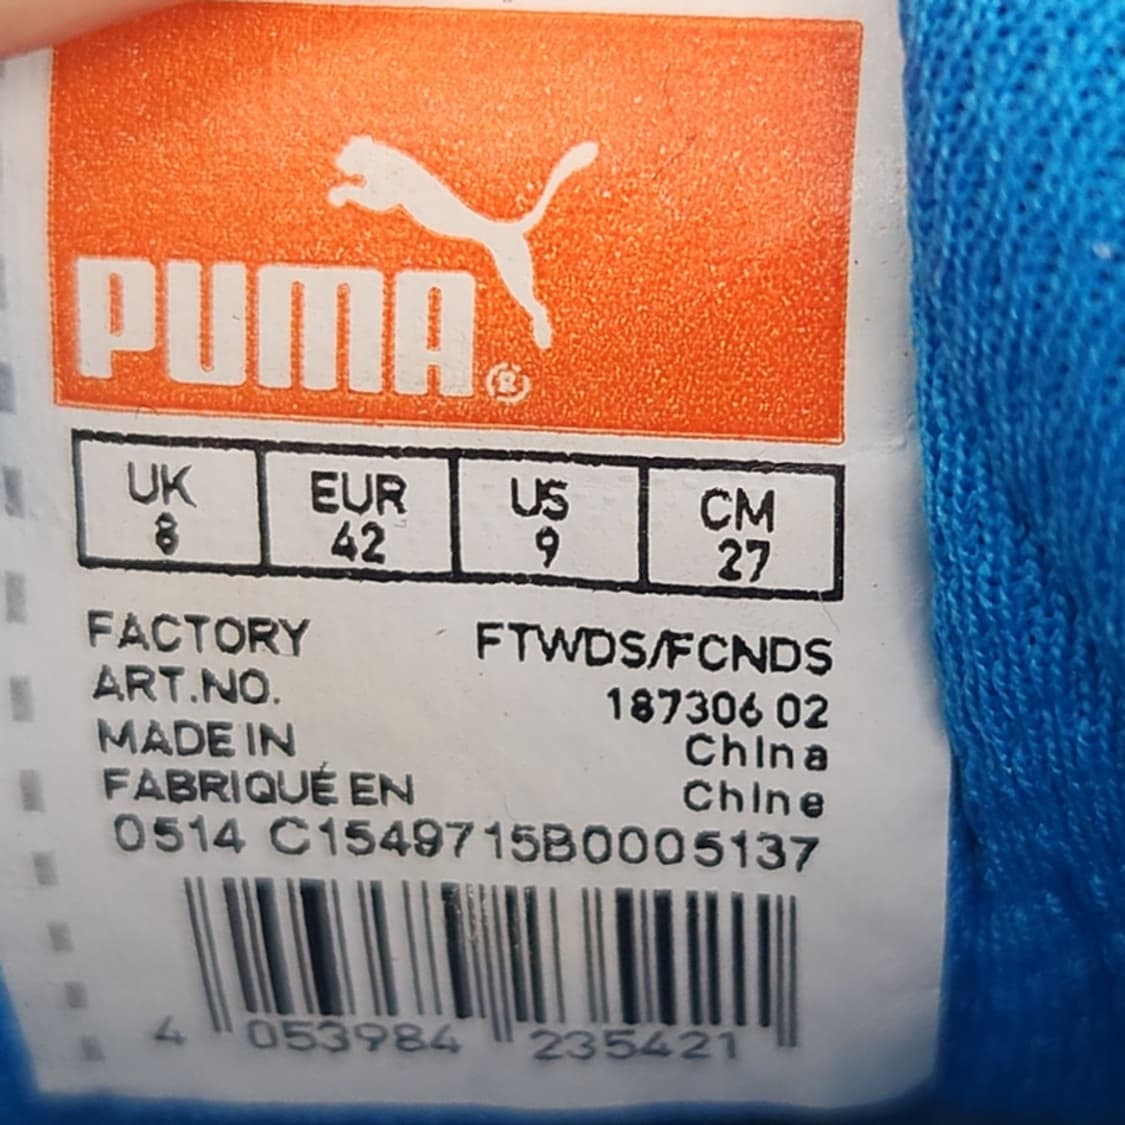 PUMA®
UK EUR US CM
8 42 9 27
FACTORY FTWDS/FCNDS
ART.NO. 187306 02
MADE IN China
FABRIQUÉ EN Chine
0514 C1549715B0005137
4 053984 235421